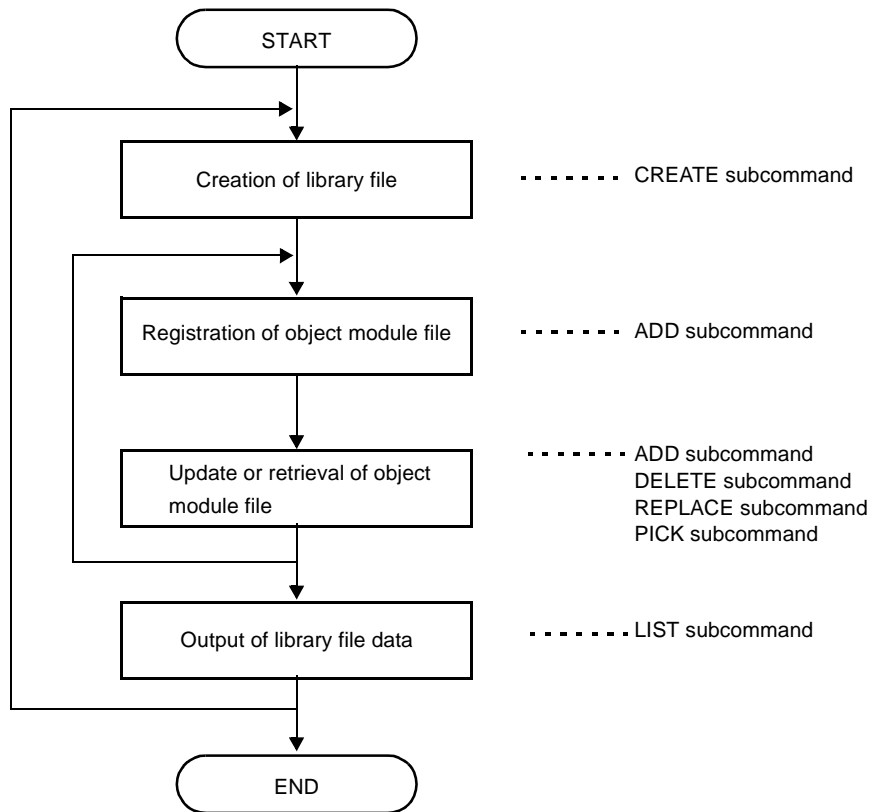 START
Creation of library file
CREATE subcommand
Registration of object module file
ADD subcommand
Update or retrieval of object
module file
ADD subcommand
DELETE subcommand
REPLACE subcommand
PICK subcommand
Output of library file data
LIST subcommand
END